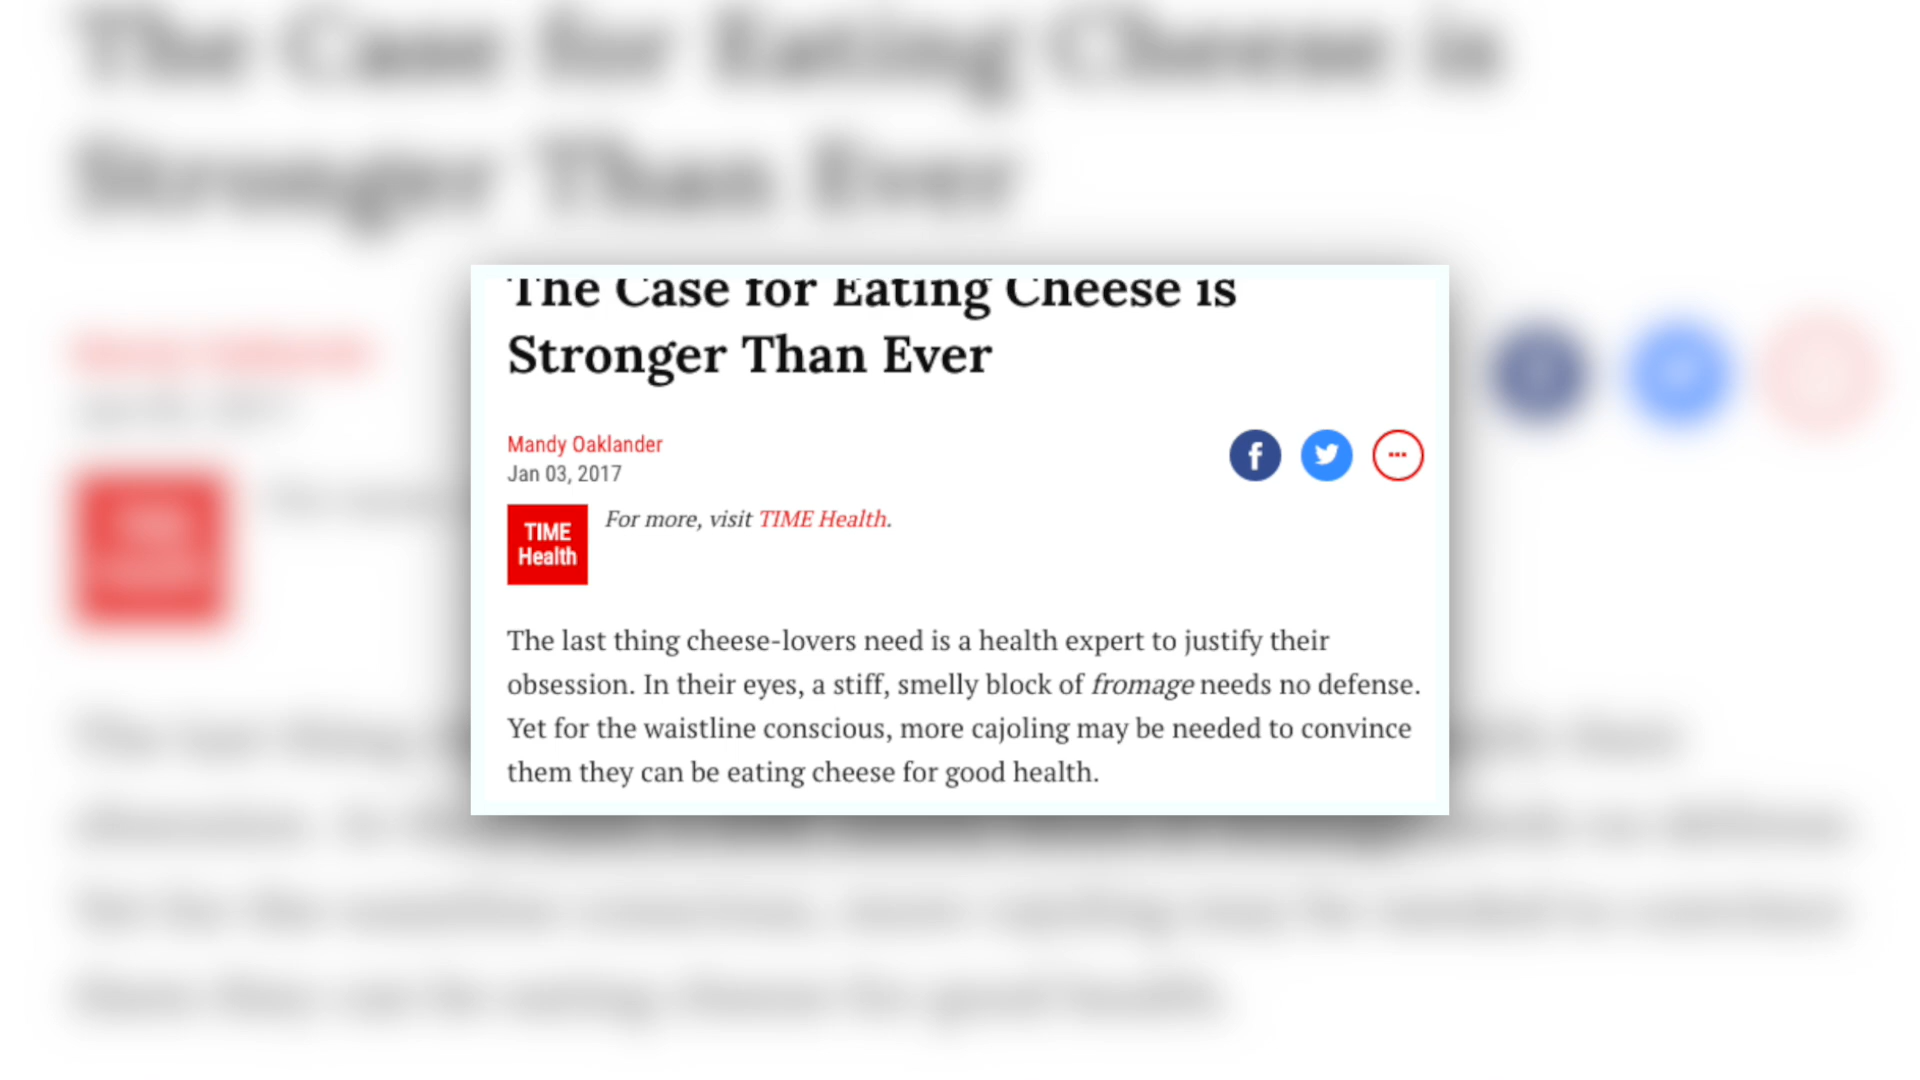 The Case for Eating Cheese is
Stronger Than Ever
Mandy Oaklander
Jan 03, 2017
TIME
Health
For more, visit TIME Health.
The last thing cheese-lovers need is a health expert to justify their
obsession. In their eyes, a stiff, smelly block of fromage needs no defense.
Yet for the waistline conscious, more cajoling may be needed to convince
them they can be eating cheese for good health.